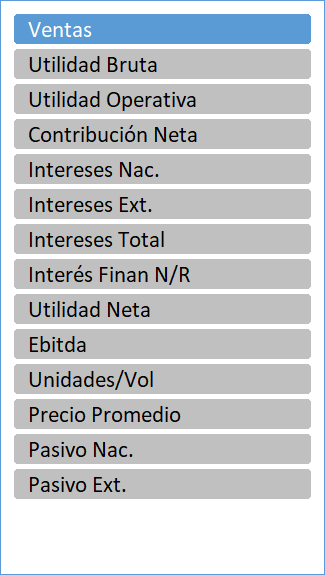 Ventas
Utilidad Bruta
Utilidad Operativa
Contribución Neta
Intereses Nac.
Intereses Ext.
Intereses Total
Interés Finan N/R
Utilidad Neta
Ebitda
Unidades/Vol
Precio Promedio
Pasivo Nac.
Pasivo Ext.